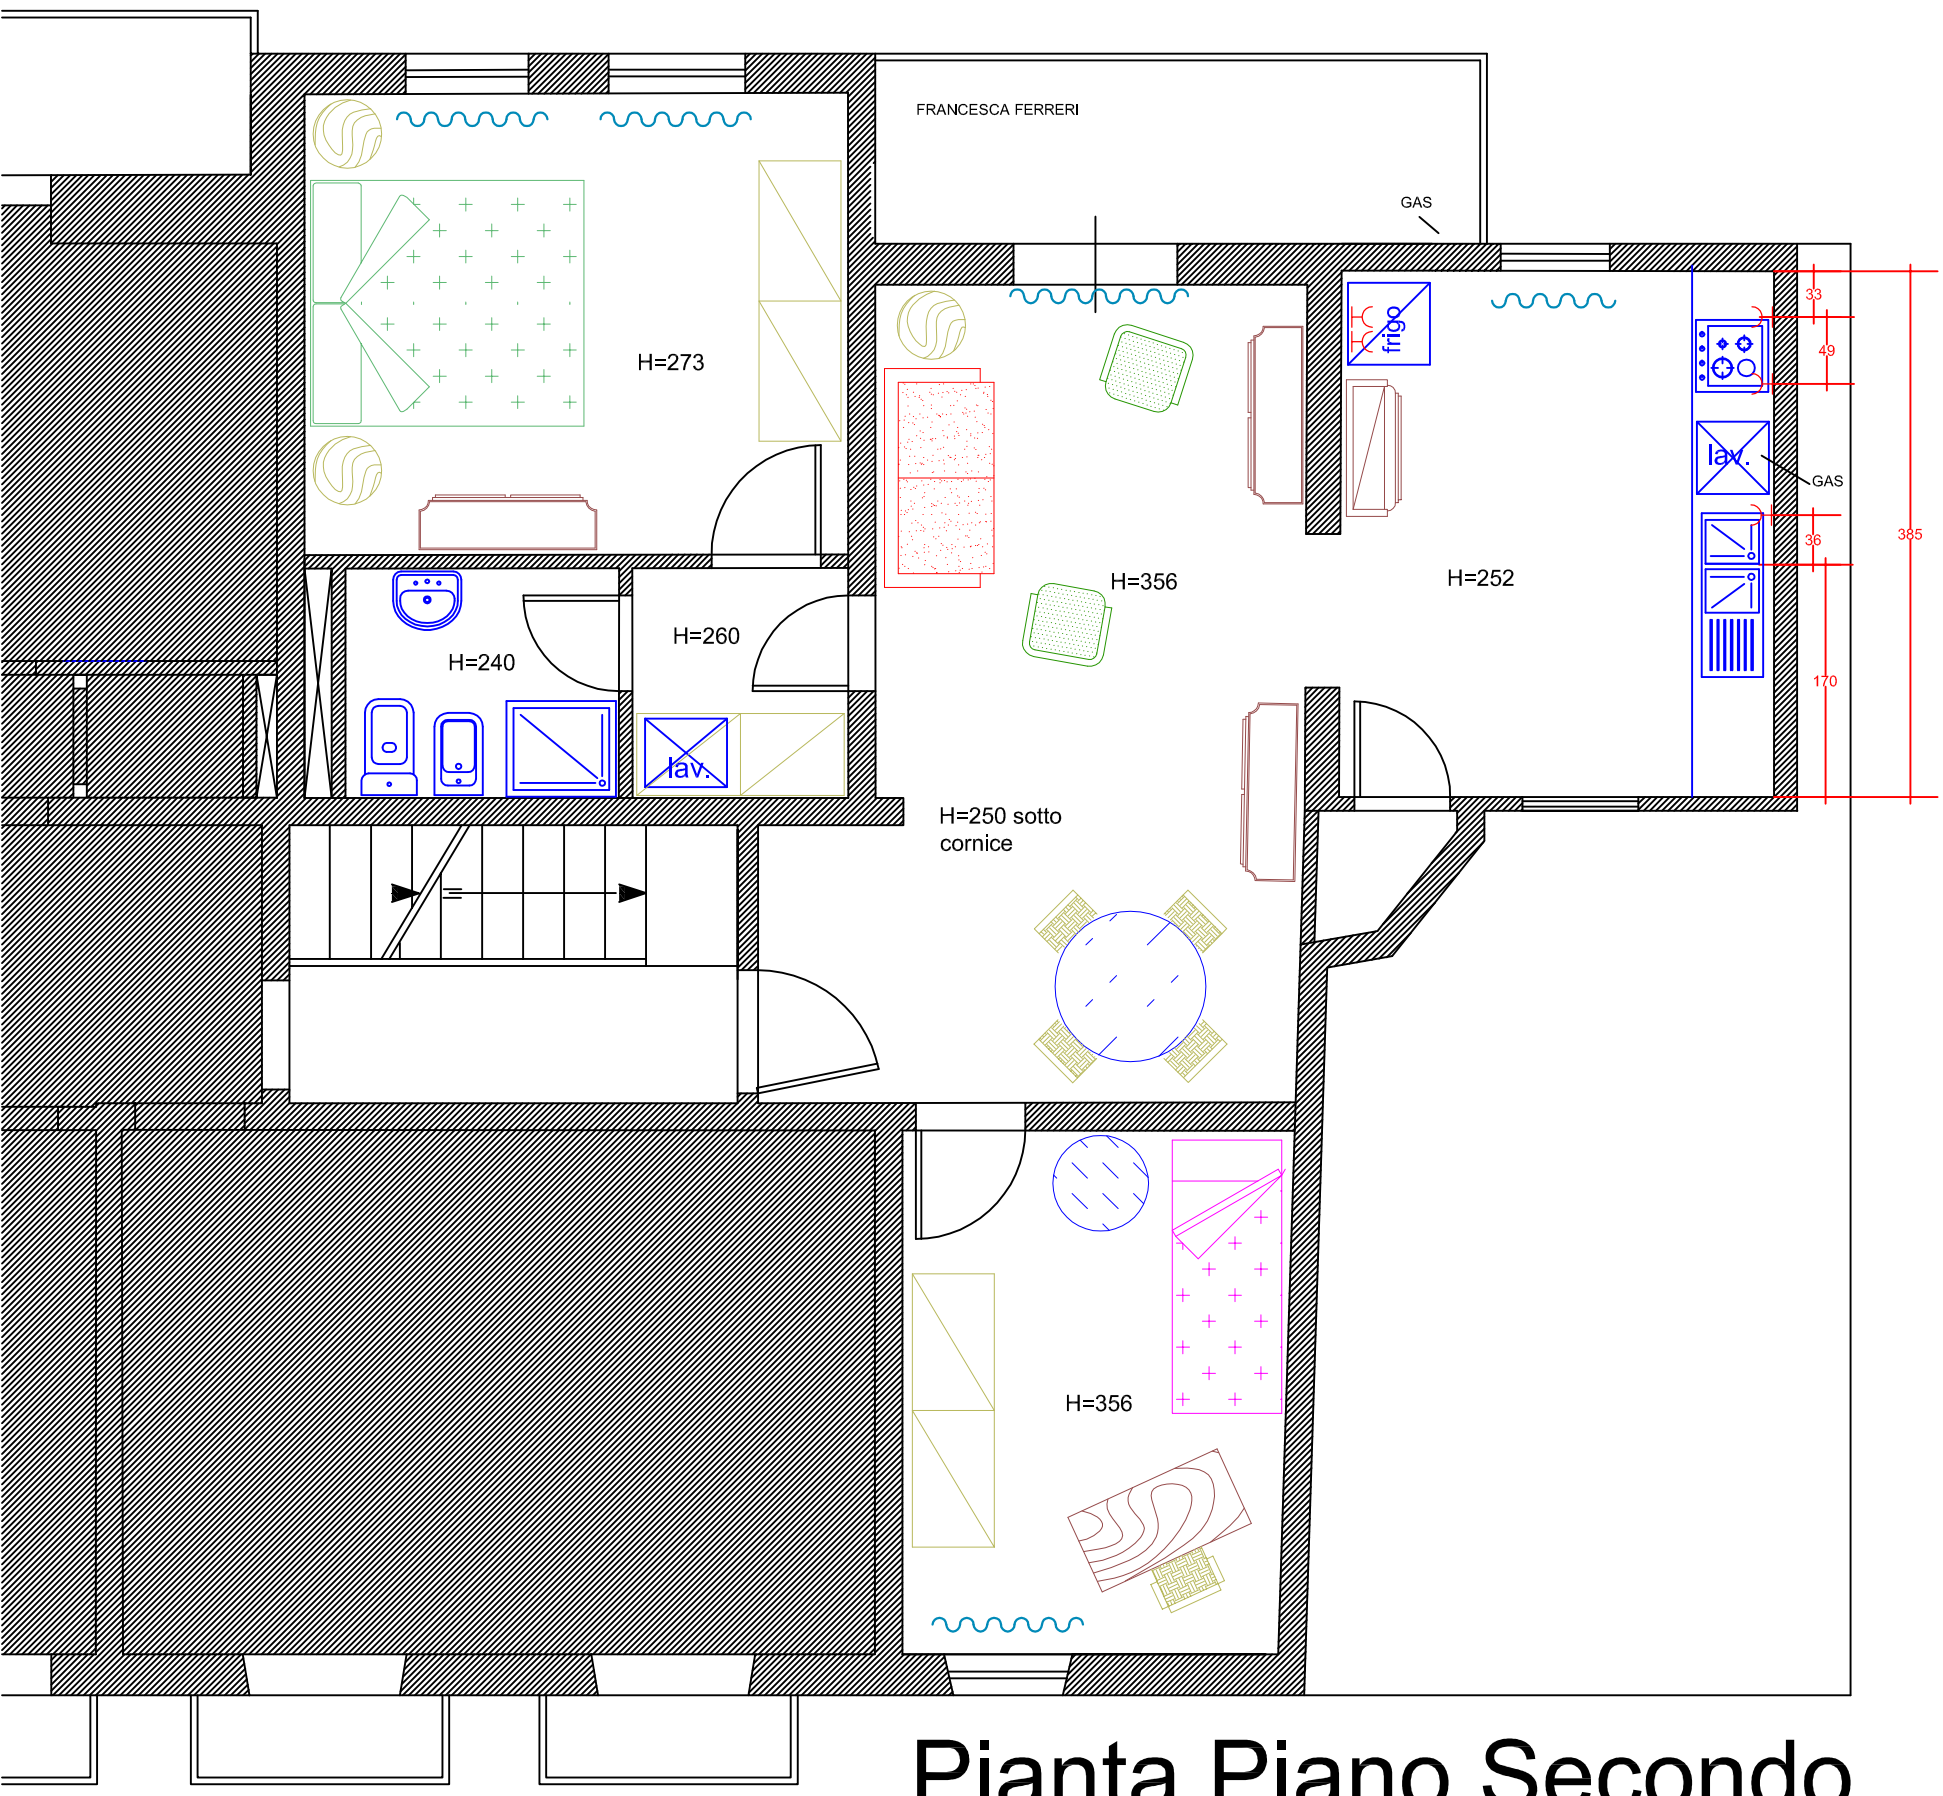 FRANCESCA FERRERI
GAS
33
frigo
49
H=273
lav.
GAS
36
385
H=356
H=252
H=260
H=240
170
lav.
H=250 sotto
cornice
H=356
Pianta Piano Secondo